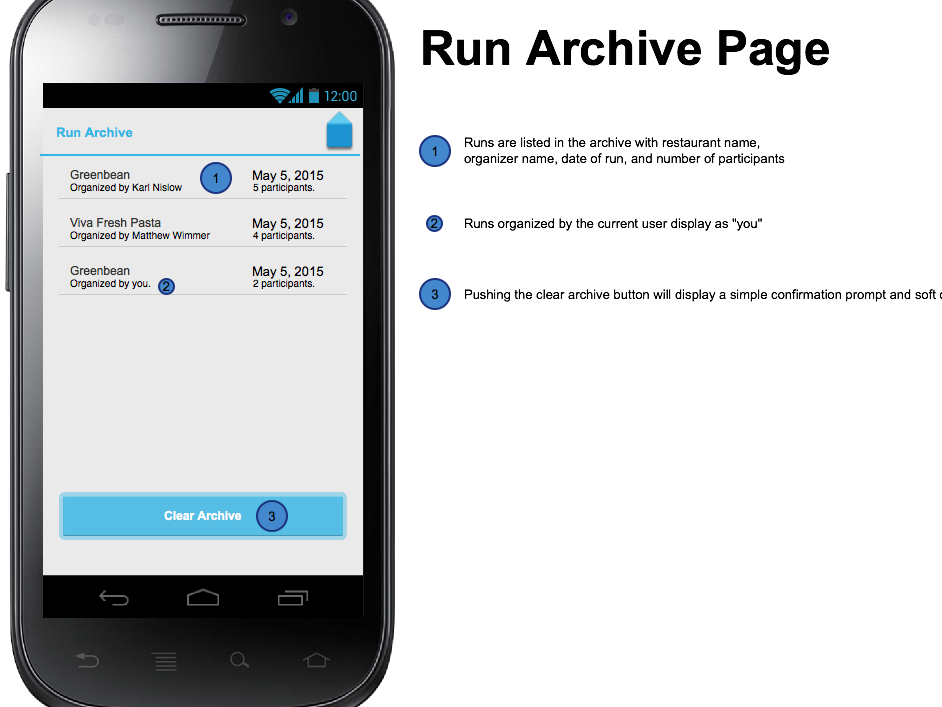 Run Archive Page
12:00
Run Archive
Greenbean
Organized by Karl Nislow
1
May 5, 2015
5 participants.
Viva Fresh Pasta
Organized by Matthew Wimmer
May 5, 2015
4 participants.
Greenbean
Organized by you.
2
May 5, 2015
2 participants.
Clear Archive
3
1
Runs are listed in the archive with restaurant name,
organizer name, date of run, and number of participants
2
Runs organized by the current user display as "you"
3
Pushing the clear archive button will display a simple confirmation prompt and soft